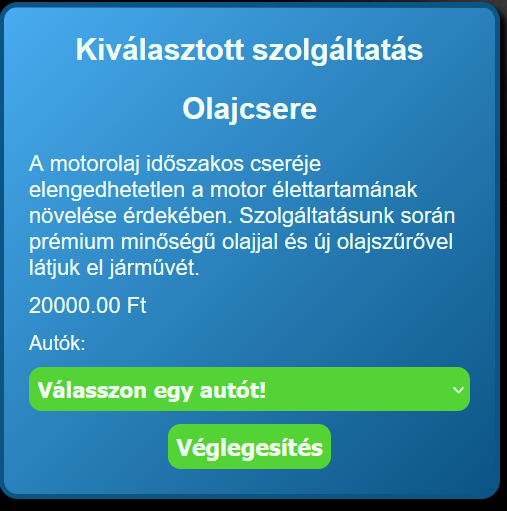 Kiválasztott szolgáltatás
Olajcsere
A motorolaj időszakos cseréje
elengedhetetlen a motor élettartamának
növelése érdekében. Szolgáltatásunk során
prémium minőségű olajjal és új olajszűrővel
látjuk el járművét.
20000.00 Ft
Autók:
Válasszon egy autót!
Véglegesítés